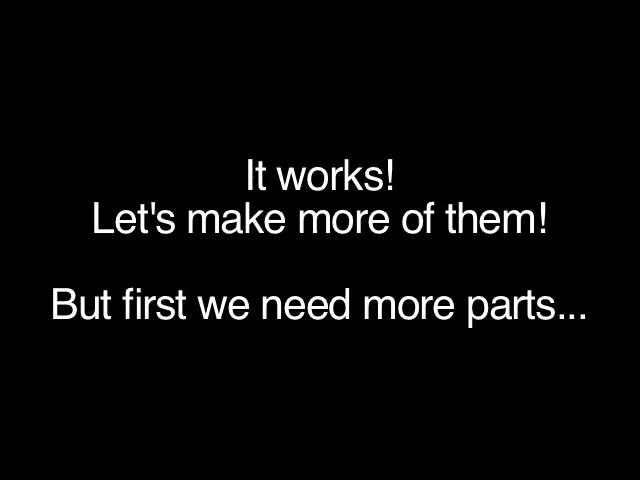 It works!
Let's make more of them!
But first we need more parts...